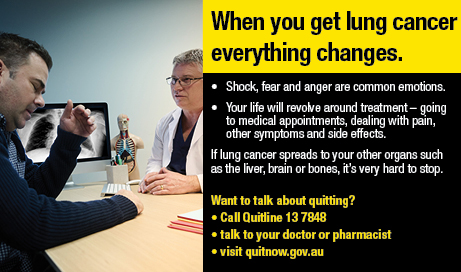 When you get lung cancer
everything changes.
• Shock, fear and anger are common emotions.
• Your life will revolve around treatment – going
to medical appointments, dealing with pain,
other symptoms and side effects.
If lung cancer spreads to your other organs such
as the liver, brain or bones, it’s very hard to stop.
Want to talk about quitting?
• Call Quitline 13 7848
• talk to your doctor or pharmacist
• visit quitnow.gov.au